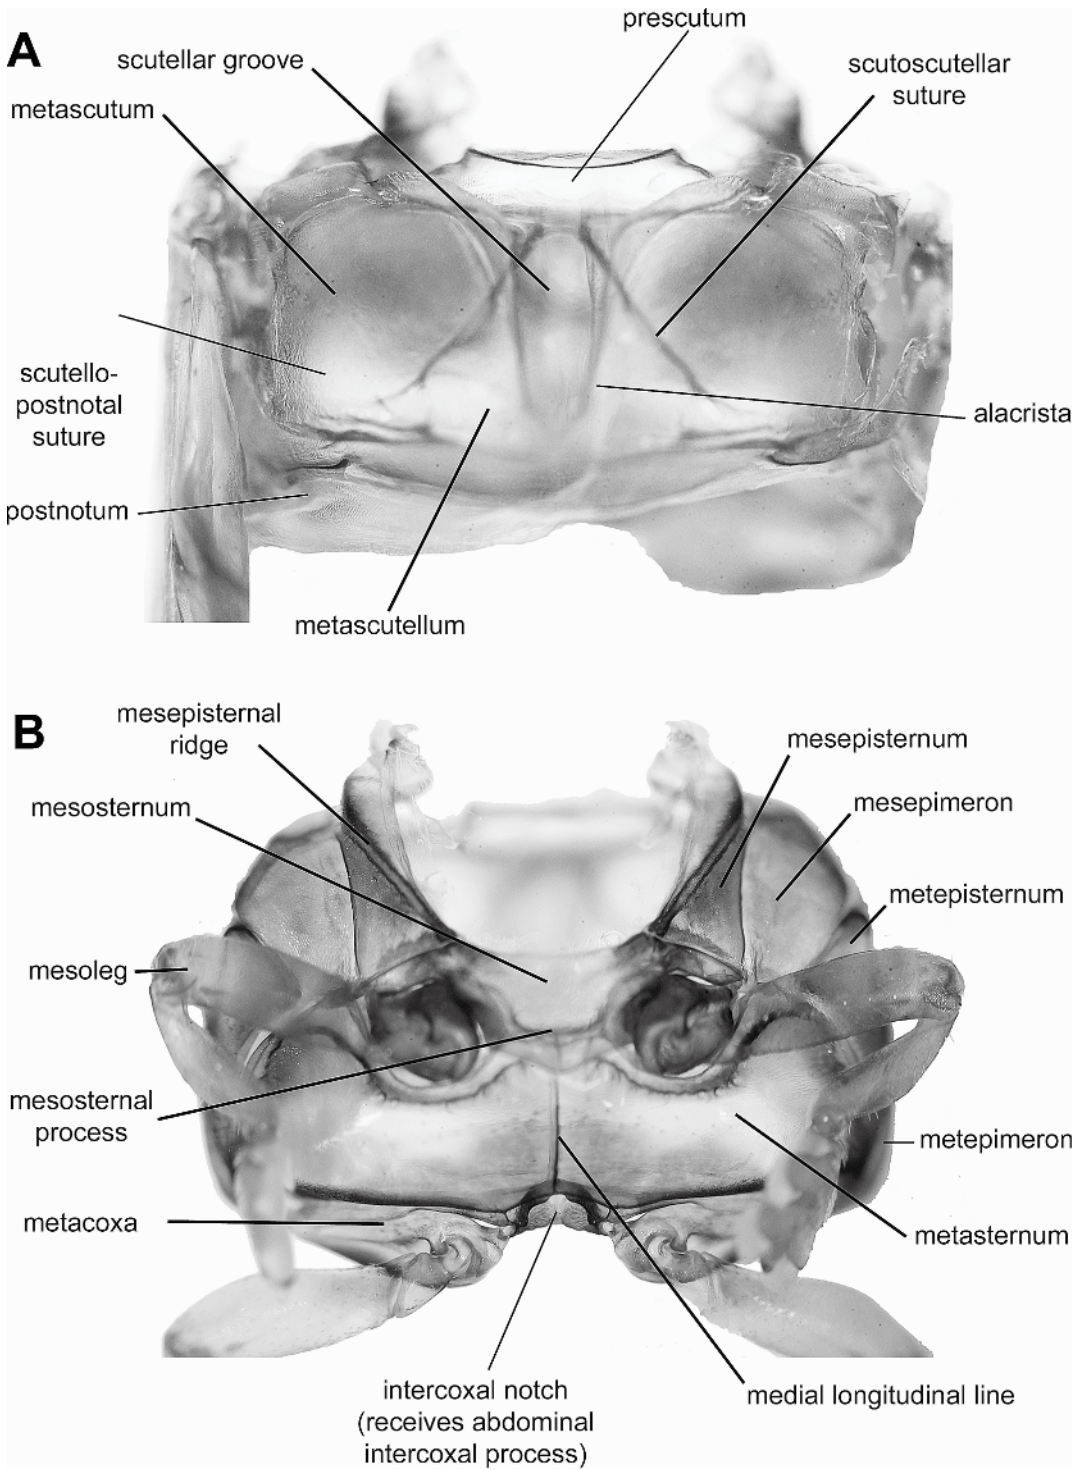 A
prescutum
scutellar groove
scutoscutellar
suture
metascutum
scutello-
postnotal
suture
alacrista
postnotum
metascutellum
B
mesepisternal
ridge
mesepisternum
mesosternum
mesepimeron
metepisternum
mesoleg
mesosternal
process
metepimeron
metacoxa
metasternum
intercoxal notch
(receives abdominal
intercoxal process)
medial longitudinal line